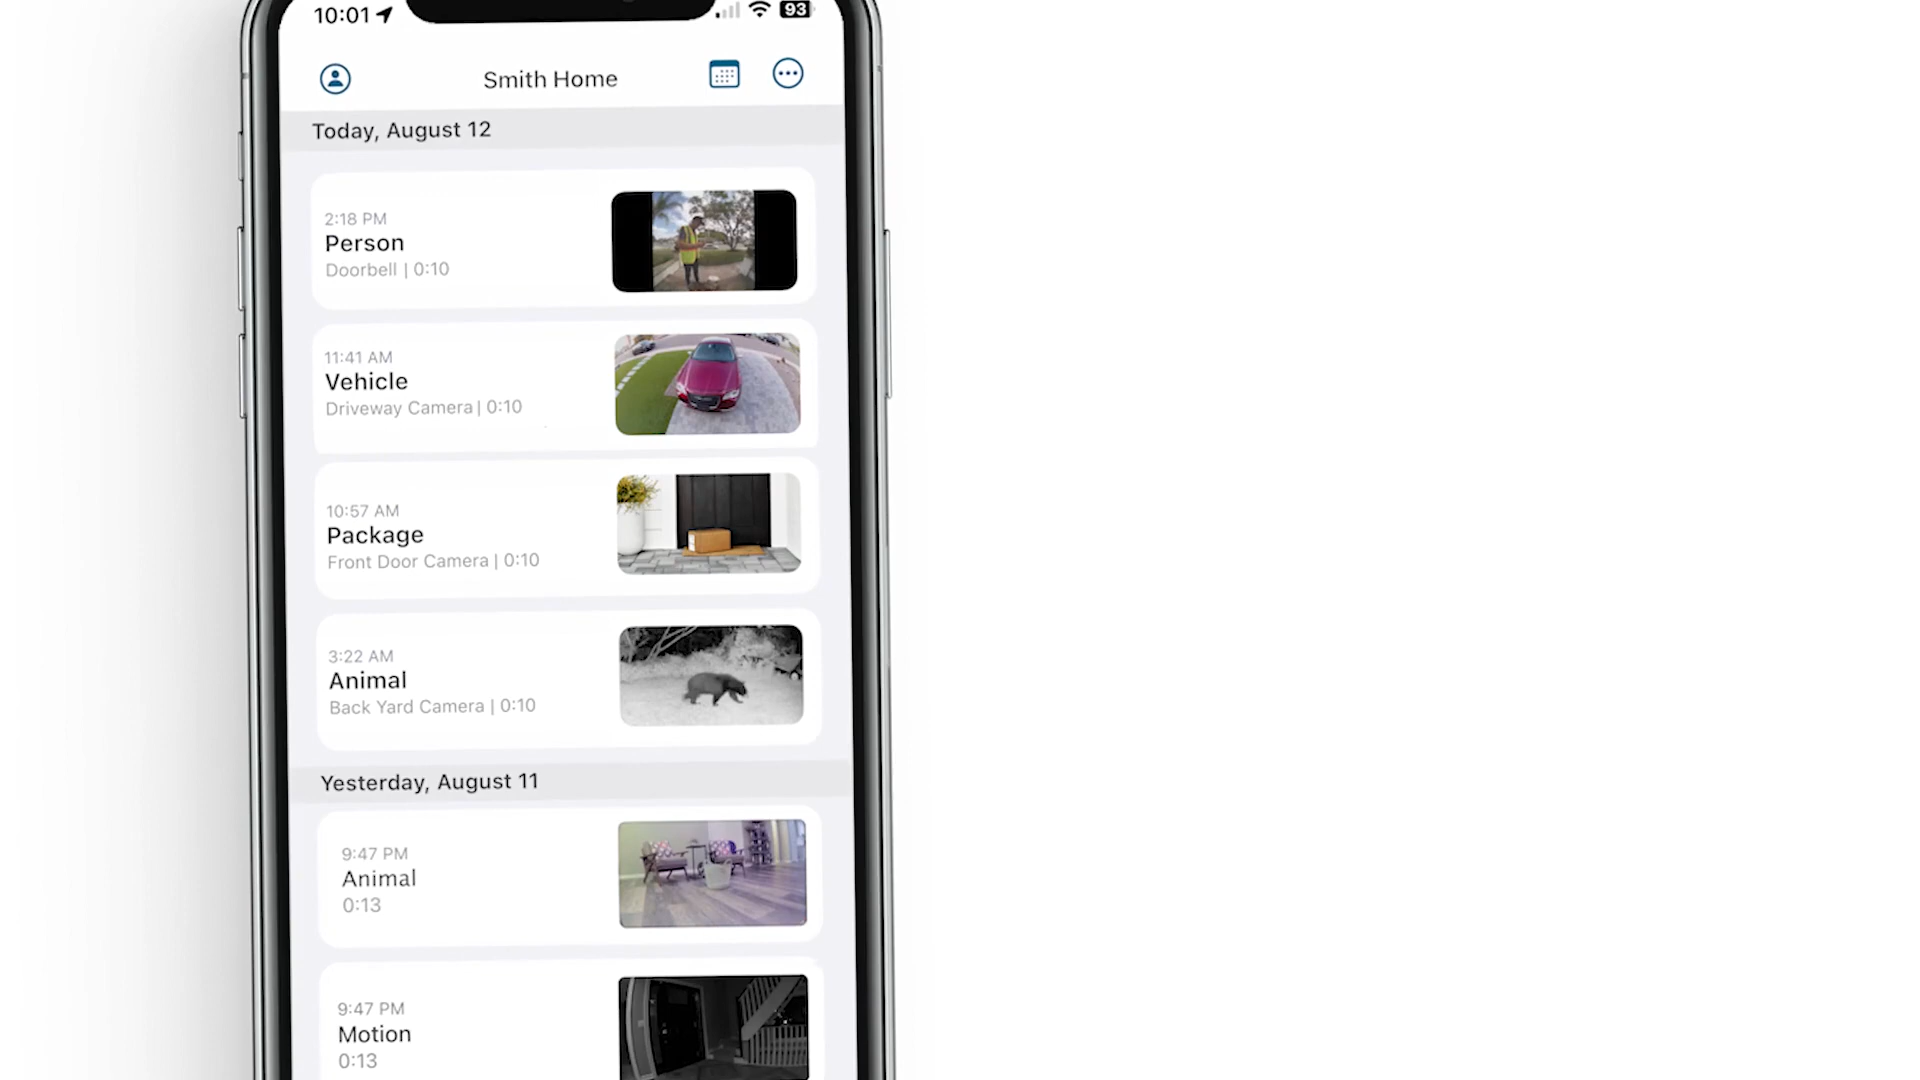 10:01
93
Smith Home
Today, August 12
2:18 PM
Person
Doorbell | 0:10
11:41 AM
Vehicle
Driveway Camera | 0:10
10:57 AM
Package
Front Door Camera | 0:10
3:22 AM
Animal
Back Yard Camera | 0:10
Yesterday, August 11
9:47 PM
Animal
0:13
9:47 PM
Motion
0:13